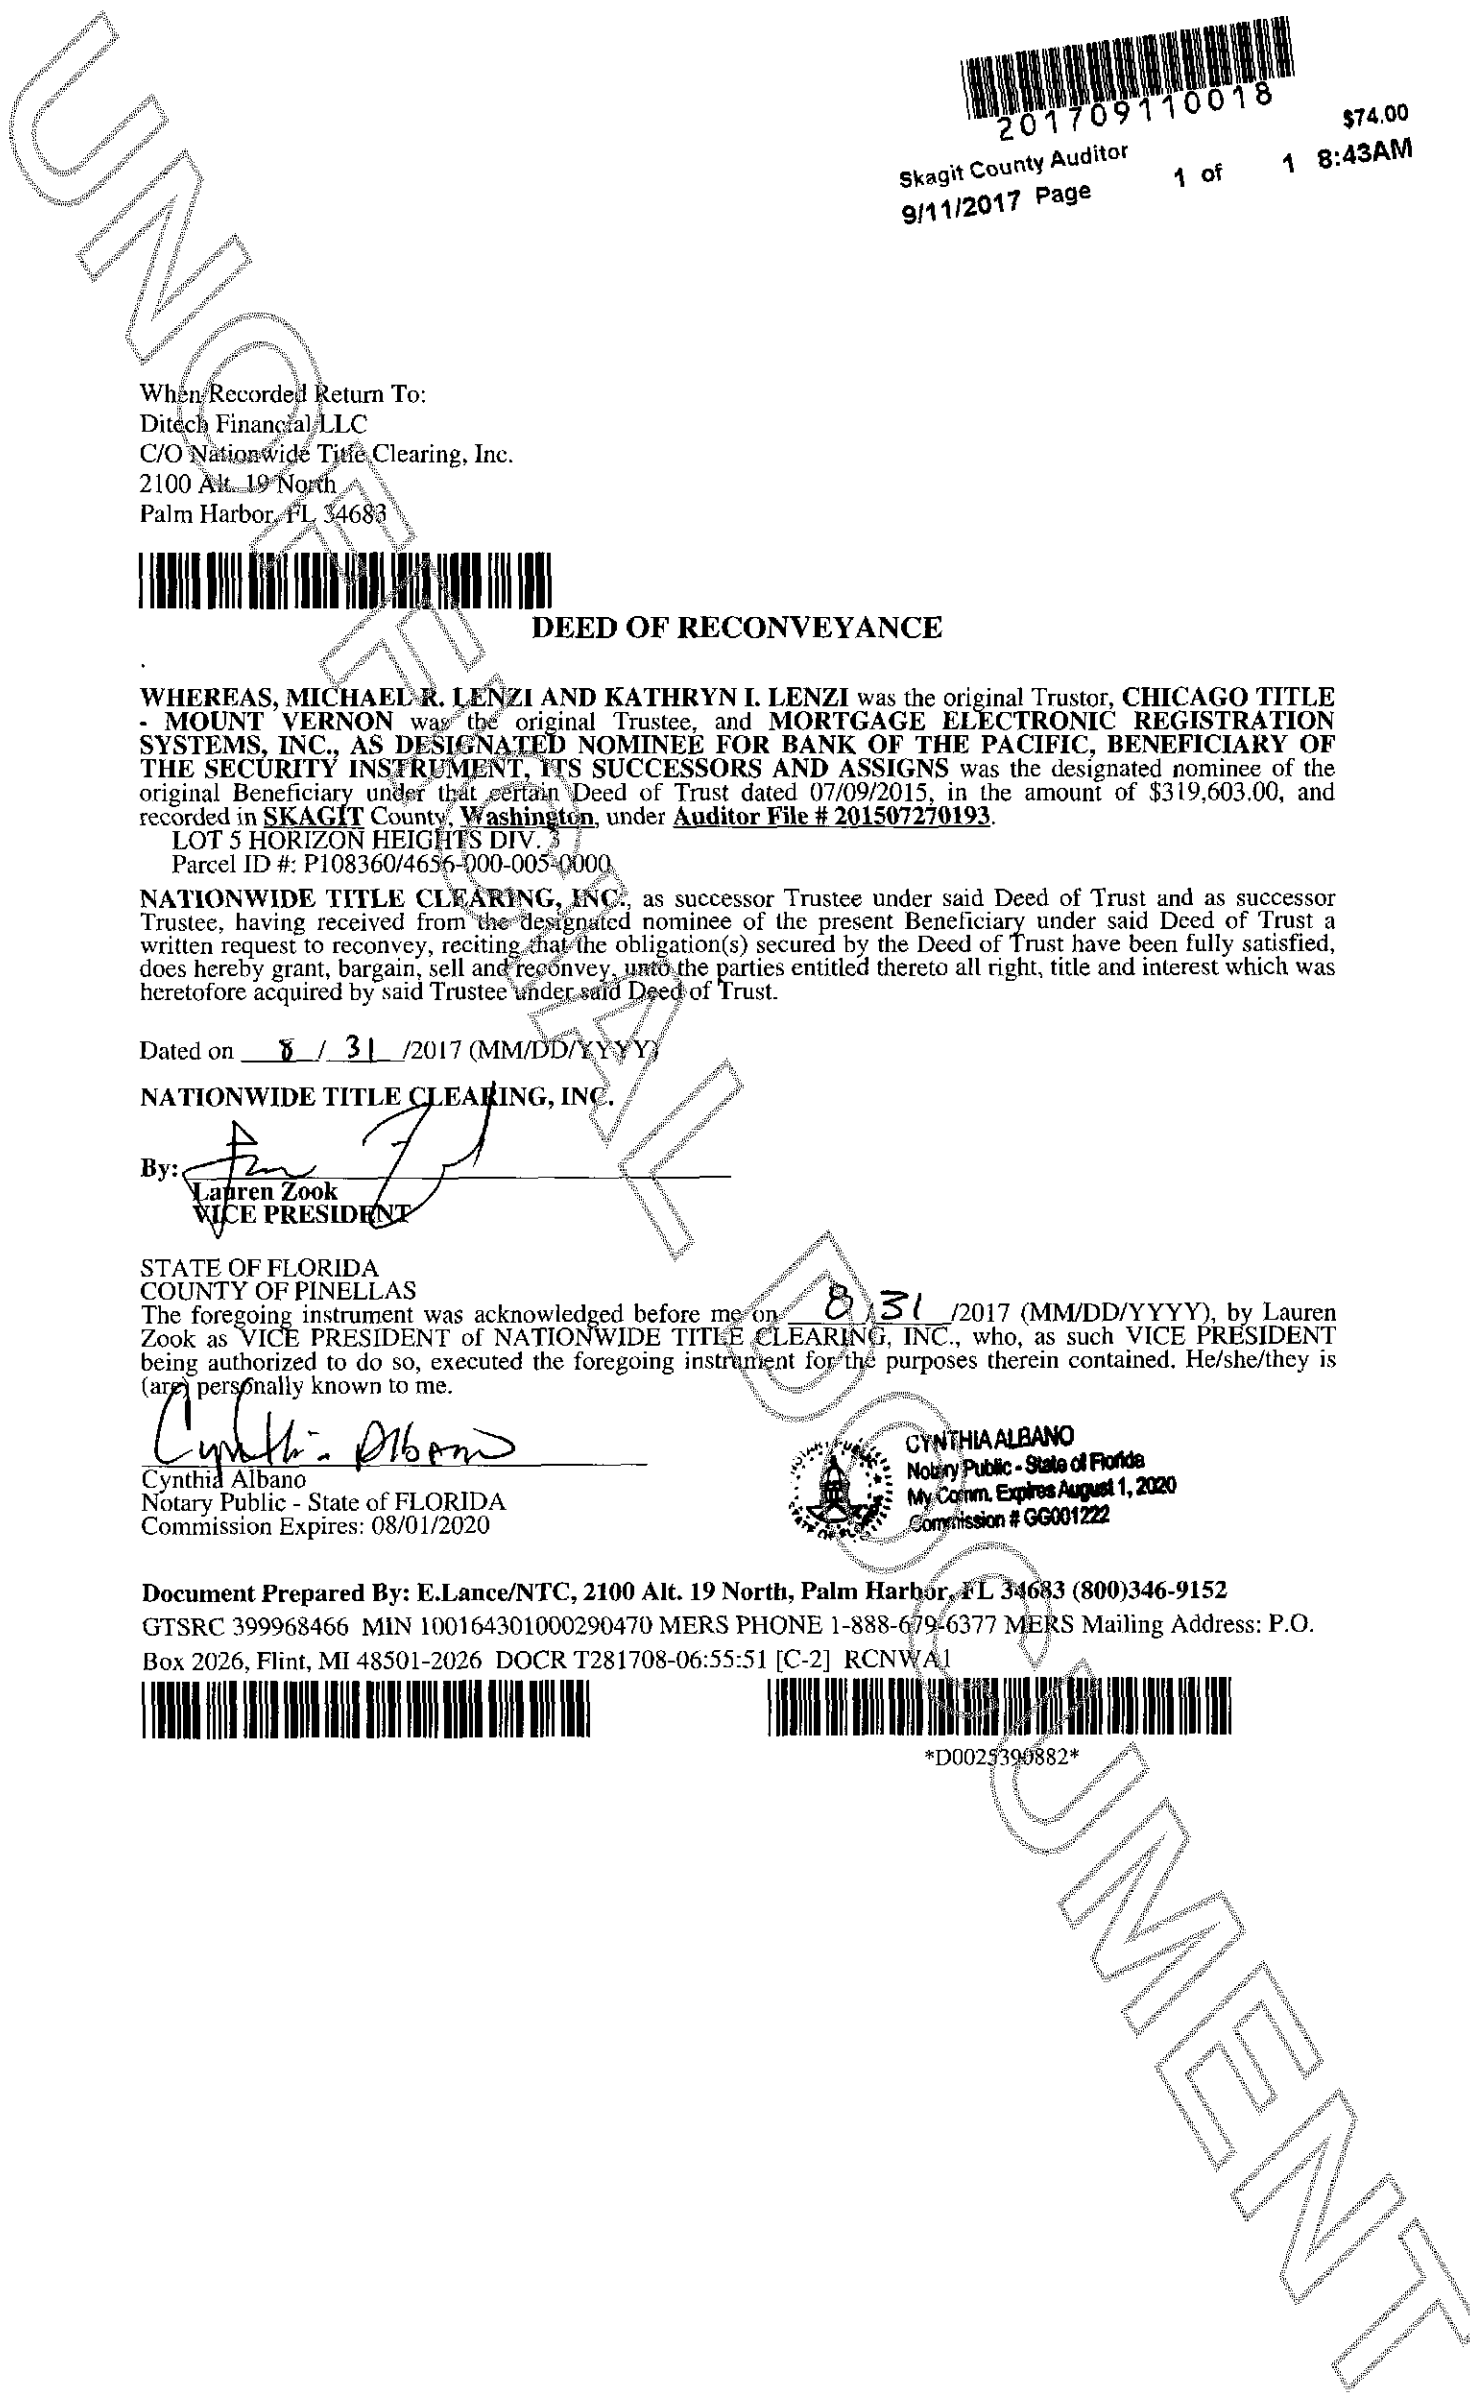 201709110018
$74.00
Skagit County Auditor
9/11/2017 Page 1 of 1 8:43AM
When Recorded Return To:
Ditech Financial LLC
C/O Nationwide Title Clearing, Inc.
2100 Alt. 19 North
Palm Harbor, FL 34683
DEED OF RECONVEYANCE
WHEREAS, MICHAEL R. LENZI AND KATHRYN I. LENZI was the original Trustor, CHICAGO TITLE
- MOUNT VERNON was the original Trustee, and MORTGAGE ELECTRONIC REGISTRATION
SYSTEMS, INC., AS DESIGNATED NOMINEE FOR BANK OF THE PACIFIC, BENEFICIARY OF
THE SECURITY INSTRUMENT, ITS SUCCESSORS AND ASSIGNS was the designated nominee of the
original Beneficiary under that certain Deed of Trust dated 07/09/2015, in the amount of $319,603.00, and
recorded in SKAGIT County, Washington, under Auditor File # 201507270193.
LOT 5 HORIZON HEIGHTS DIV. 3
Parcel ID #: P108360/4656-000-005-0000
NATIONWIDE TITLE CLEARING, INC., as successor Trustee under said Deed of Trust and as successor
Trustee, having received from the designated nominee of the present Beneficiary under said Deed of Trust a
written request to reconvey, reciting that the obligation(s) secured by the Deed of Trust have been fully satisfied,
does hereby grant, bargain, sell and reconvey, unto the parties entitled thereto all right, title and interest which was
heretofore acquired by said Trustee under said Deed of Trust.
Dated on 8 / 31 /2017 (MM/DD/YYYY)
NATIONWIDE TITLE CLEARING, INC.
By:
Lauren Zook
VICE PRESIDENT
STATE OF FLORIDA
COUNTY OF PINELLAS
The foregoing instrument was acknowledged before me on 8/31/2017 (MM/DD/YYYY), by Lauren
Zook as VICE PRESIDENT of NATIONWIDE TITLE CLEARING, INC., who, as such VICE PRESIDENT
being authorized to do so, executed the foregoing instrument for the purposes therein contained. He/she/they is
(are) personally known to me.
Cynthia Albano
Cynthia Albano
Notary Public - State of FLORIDA
Commission Expires: 08/01/2020
NOTARY PUBLIC
STATE OF FLORIDA
CYNTHIA ALBANO
Notary Public - State of Florida
My Comm. Expires August 1, 2020
Commission # GG001222
Document Prepared By: E.Lance/NTC, 2100 Alt. 19 North, Palm Harbor, FL 34683 (800)346-9152
GTSRC 399968466 MIN 100164301000290470 MERS PHONE 1-888-679-6377 MERS Mailing Address: P.O.
Box 2026, Flint, MI 48501-2026 DOCR T281708-06:55:51 [C-2] RCNWA1
*D0025390882*
UNOFFICIAL DOCUMENT